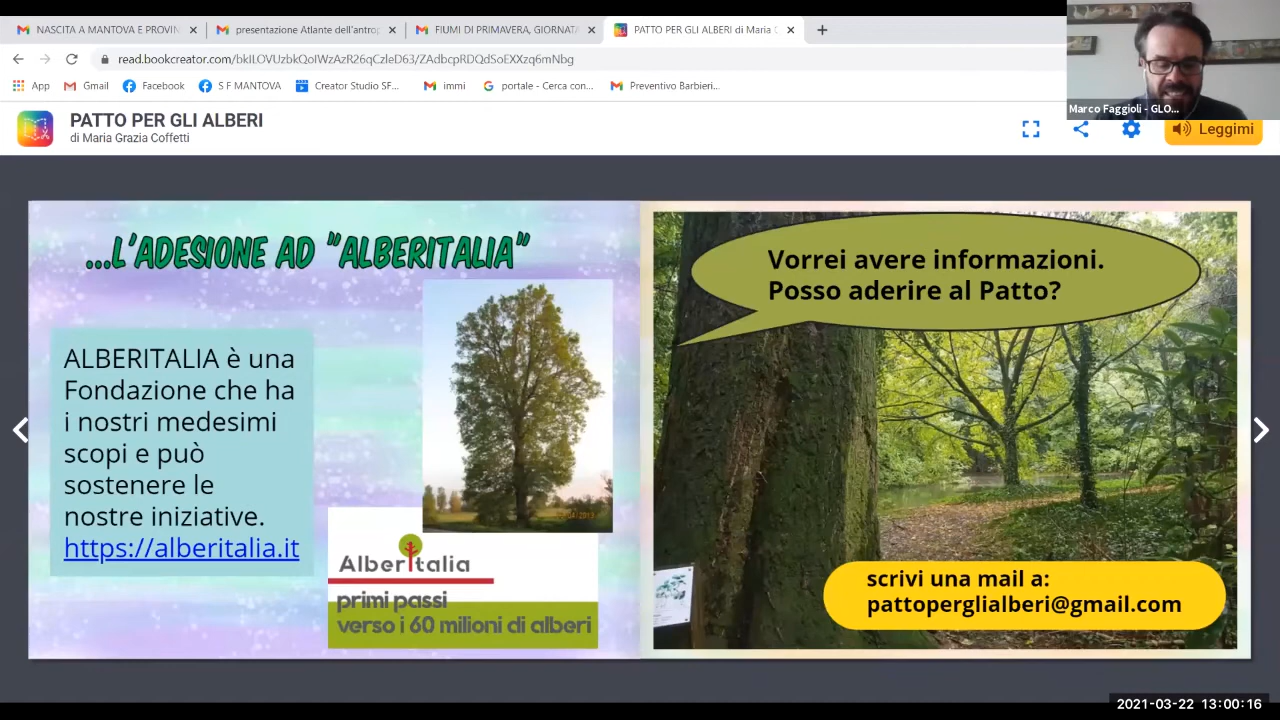 NASCITA A MANTOVA E PROVIN
presentazione Atlante dell'antrop
FIUMI DI PRIMAVERA, GIORNATA
PATTO PER GLI ALBERI di Maria G
read.bookcreator.com/
App
Gmail
Facebook
S F MANTOVA
Creator Studio SF...
immi
portale - Cerca con...
Preventivo Barbieri...
Marco Faggioli - GLO...
PATTO PER GLI ALBERI
di Maria Grazia Coffetti
Leggimi
...L'ADESIONE AD "ALBERITALIA"
ALBERITALIA è una
Fondazione che ha
i nostri medesimi
scopi e può
sostenere le
nostre iniziative.
https://alberitalia.it
AlberItalia
primi passi
verso i 60 milioni di alberi
Vorrei avere informazioni.
Posso aderire al Patto?
scrivi una mail a:
pattoperglialberi@gmail.com
2021-03-22 13:00:16